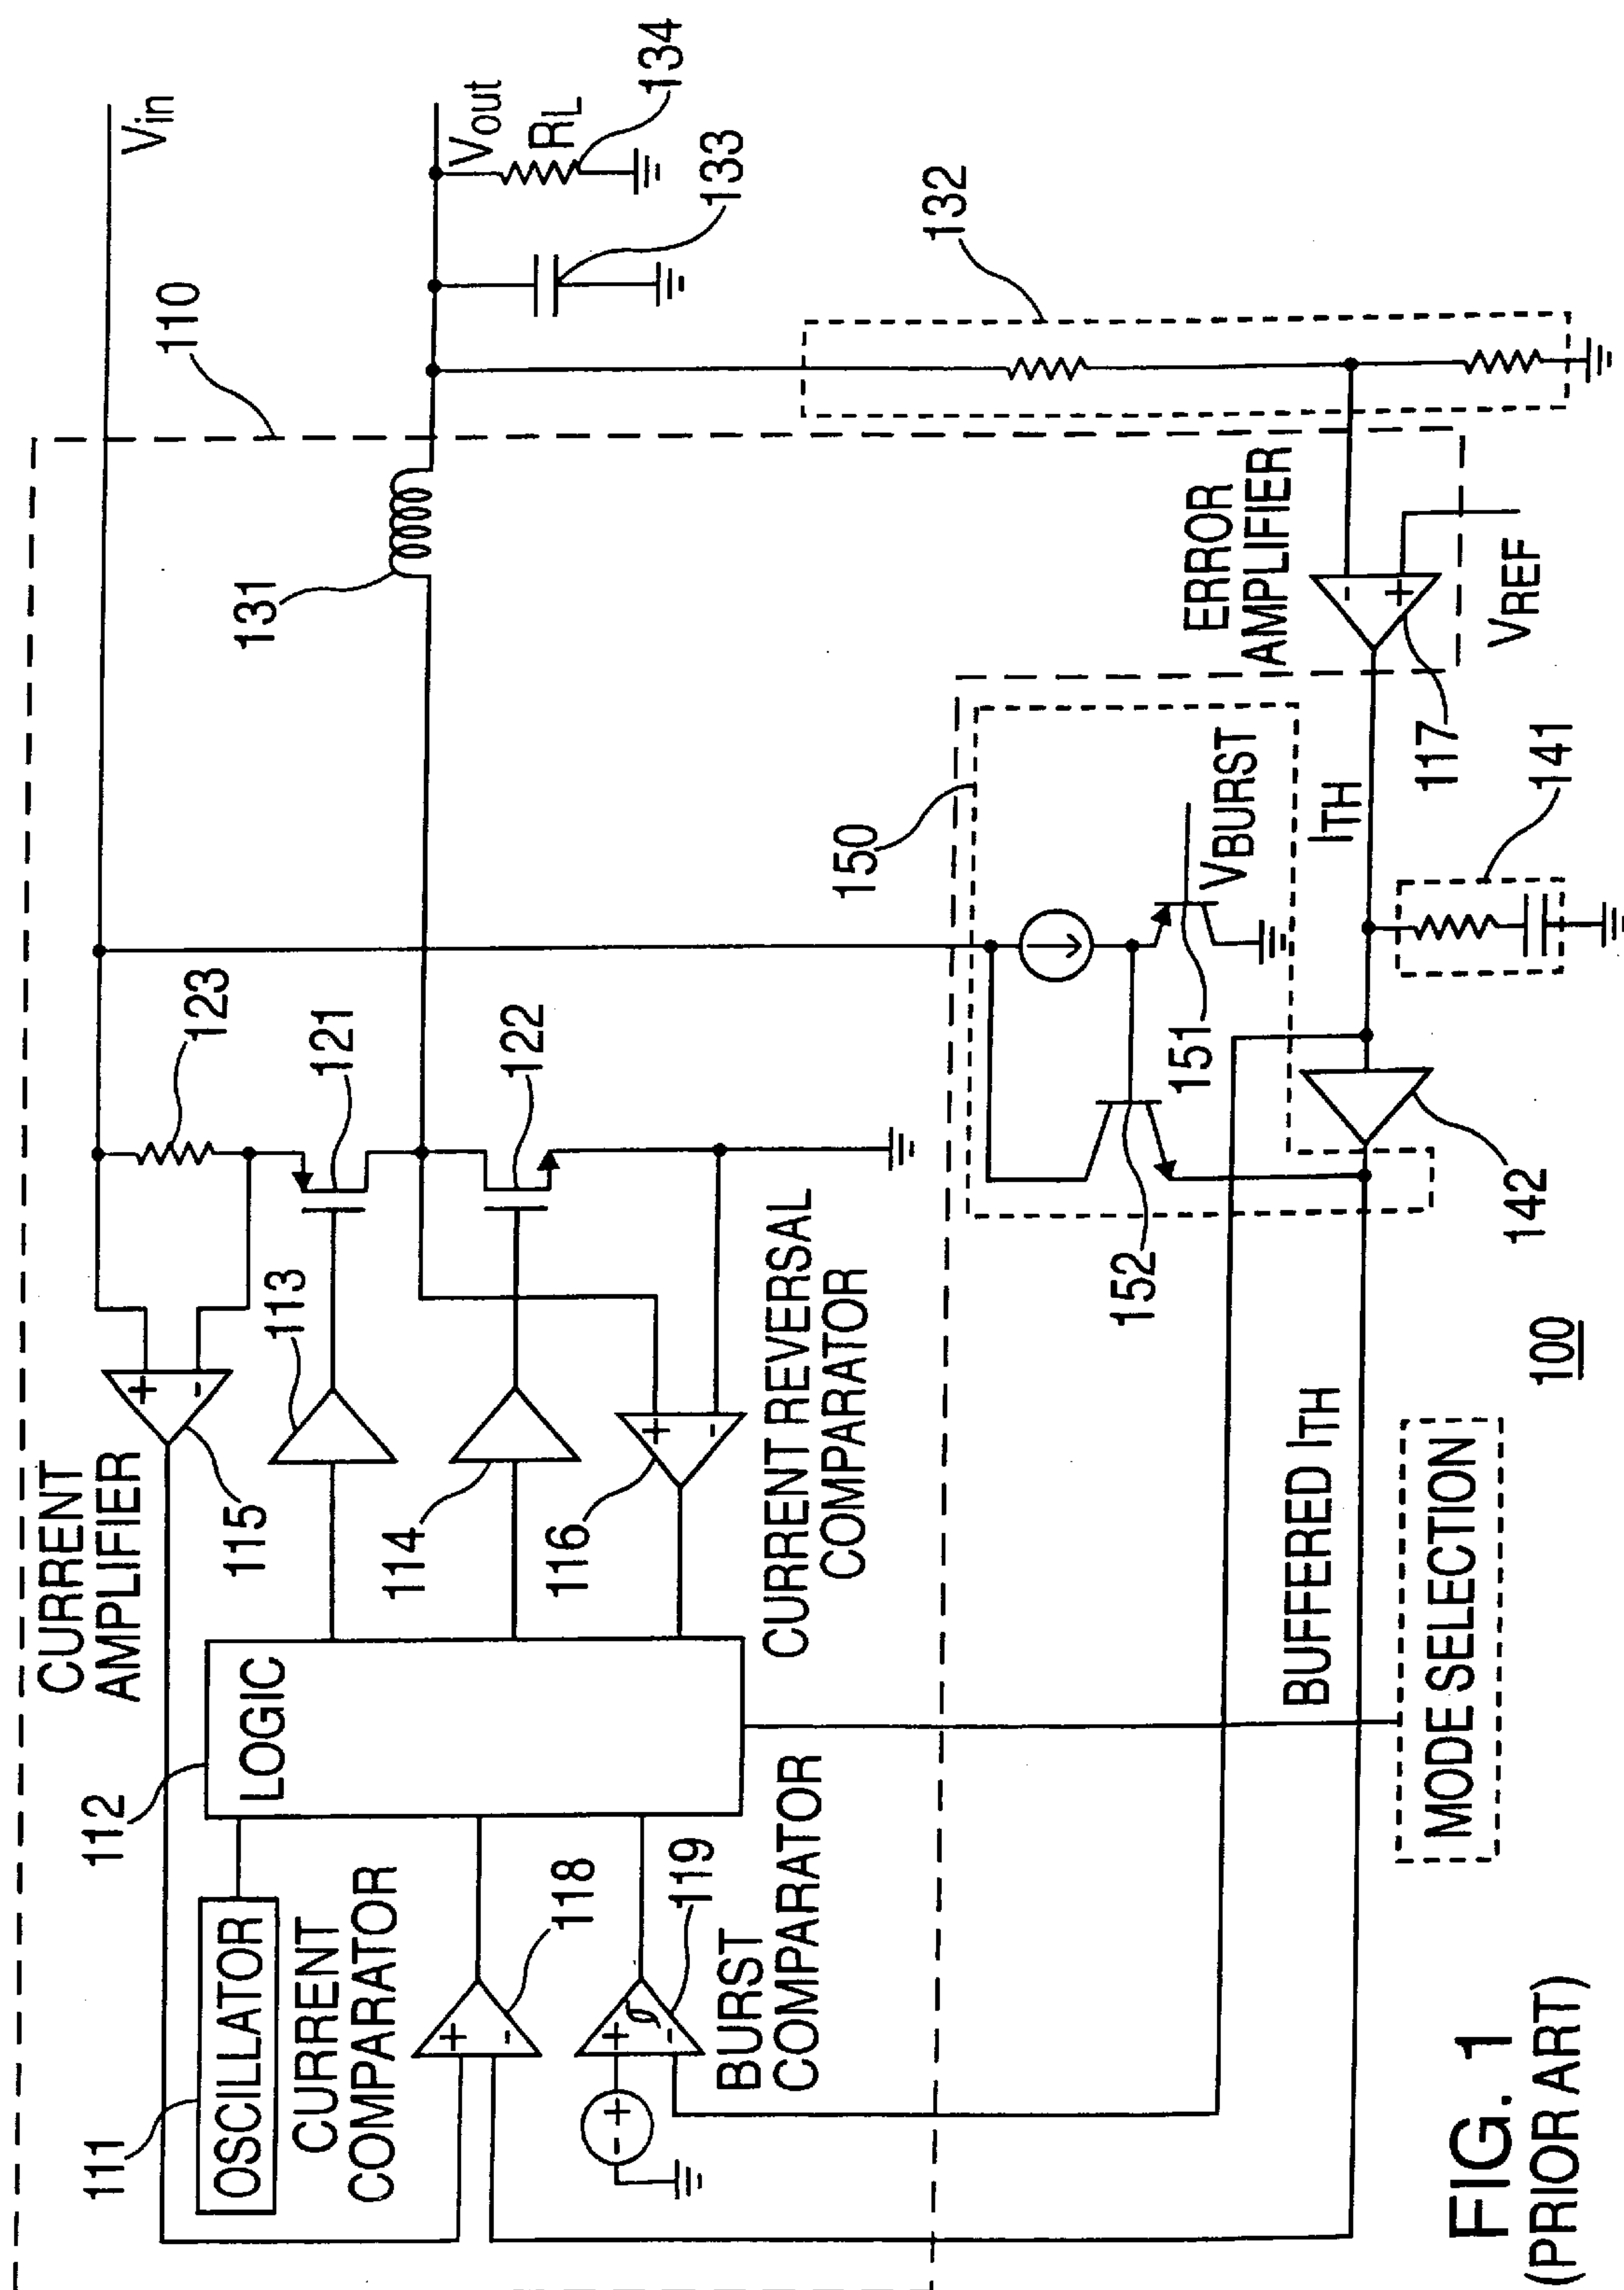 110
Vin
Vout
RL
134
133
132
131
123
121
122
CURRENT
AMPLIFIER
115
113
114
116
CURRENT REVERSAL
COMPARATOR
112
LOGIC
111
OSCILLATOR
CURRENT
COMPARATOR
118
119
BURST
COMPARATOR
+
-
+
-
+
-
+
-
+
-
150
151
152
VBURST
ERROR
AMPLIFIER
-
+
117
VREF
ITH
141
142
BUFFERED ITH
MODE SELECTION
100
FIG. 1
(PRIOR ART)